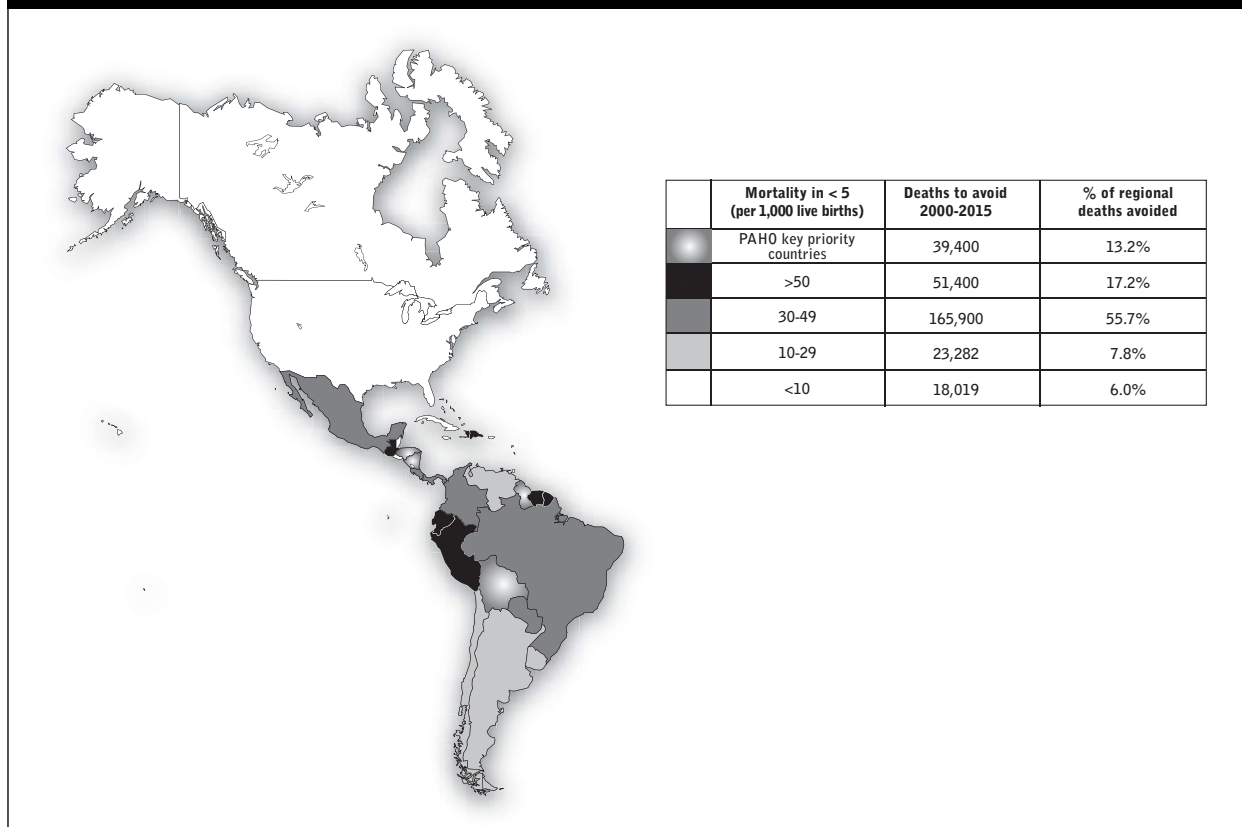 Mortality in < 5 Deaths to avoid % of regional
(per 1,000 live births) 2000-2015 deaths avoided
PAHO key priority
countries 39,400 13.2%
>50 51,400 17.2%
30-49 165,900 55.7%
10-29 23,282 7.8%
<10 18,019 6.0%